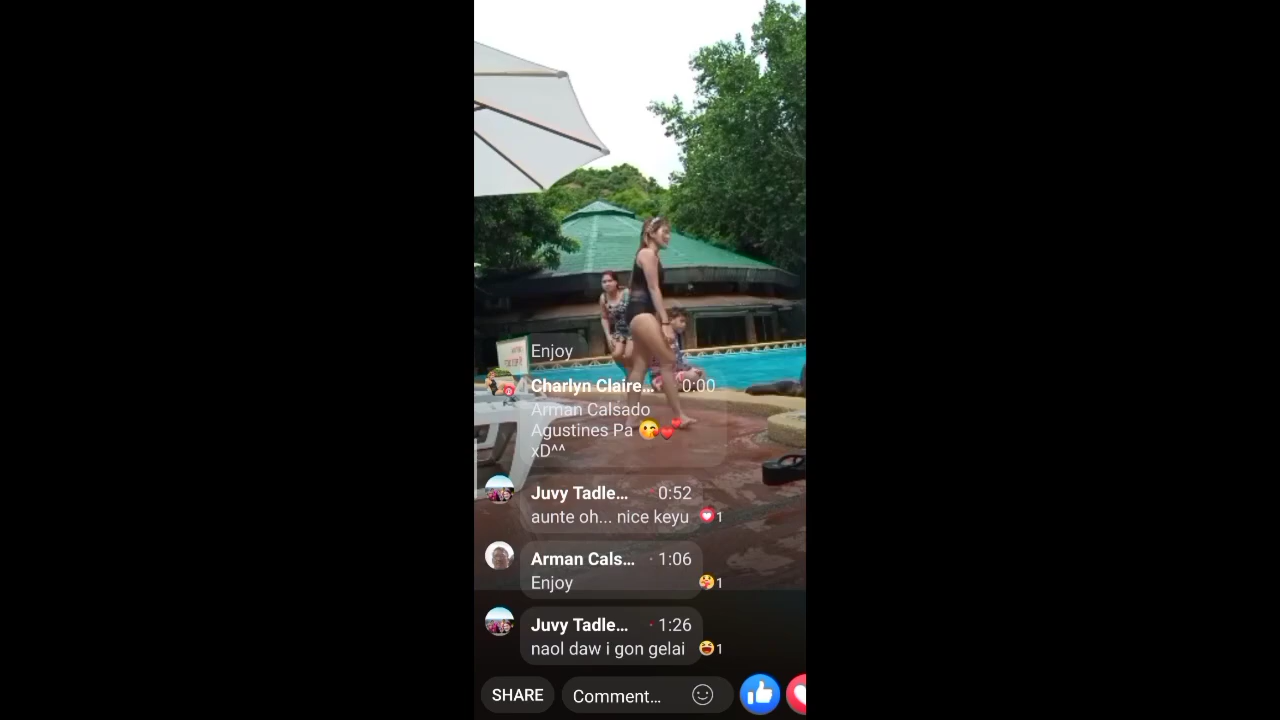 Enjoy
Charlyn Claire... 0:00
Arman Calsado
Agustines Pa 😘💕
xD^^
Juvy Tadle... · 0:52
aunte oh... nice keyu ❤️1
Arman Cals... · 1:06
Enjoy 🤗1
Juvy Tadle... · 1:26
naol daw i gon gelai 😆1
SHARE Comment...